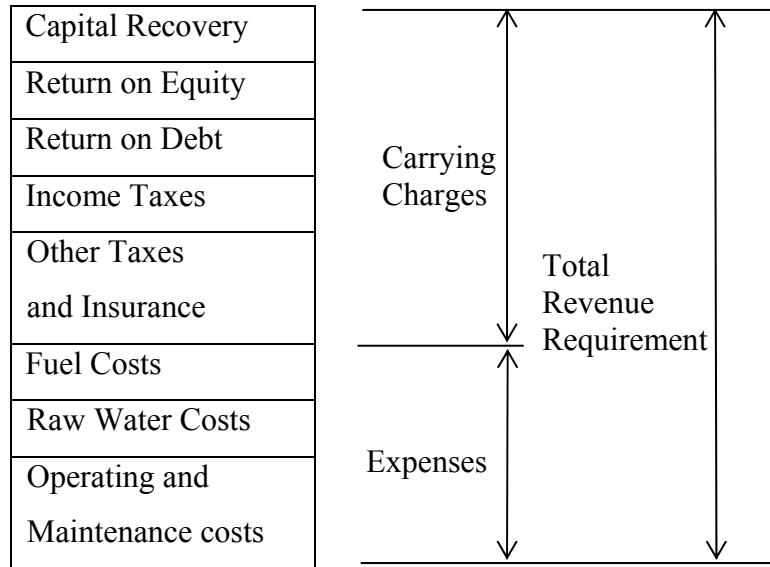 Capital Recovery
Return on Equity
Return on Debt
Income Taxes
Other Taxes
and Insurance
Fuel Costs
Raw Water Costs
Operating and
Maintenance costs
Carrying
Charges
Expenses
Total
Revenue
Requirement